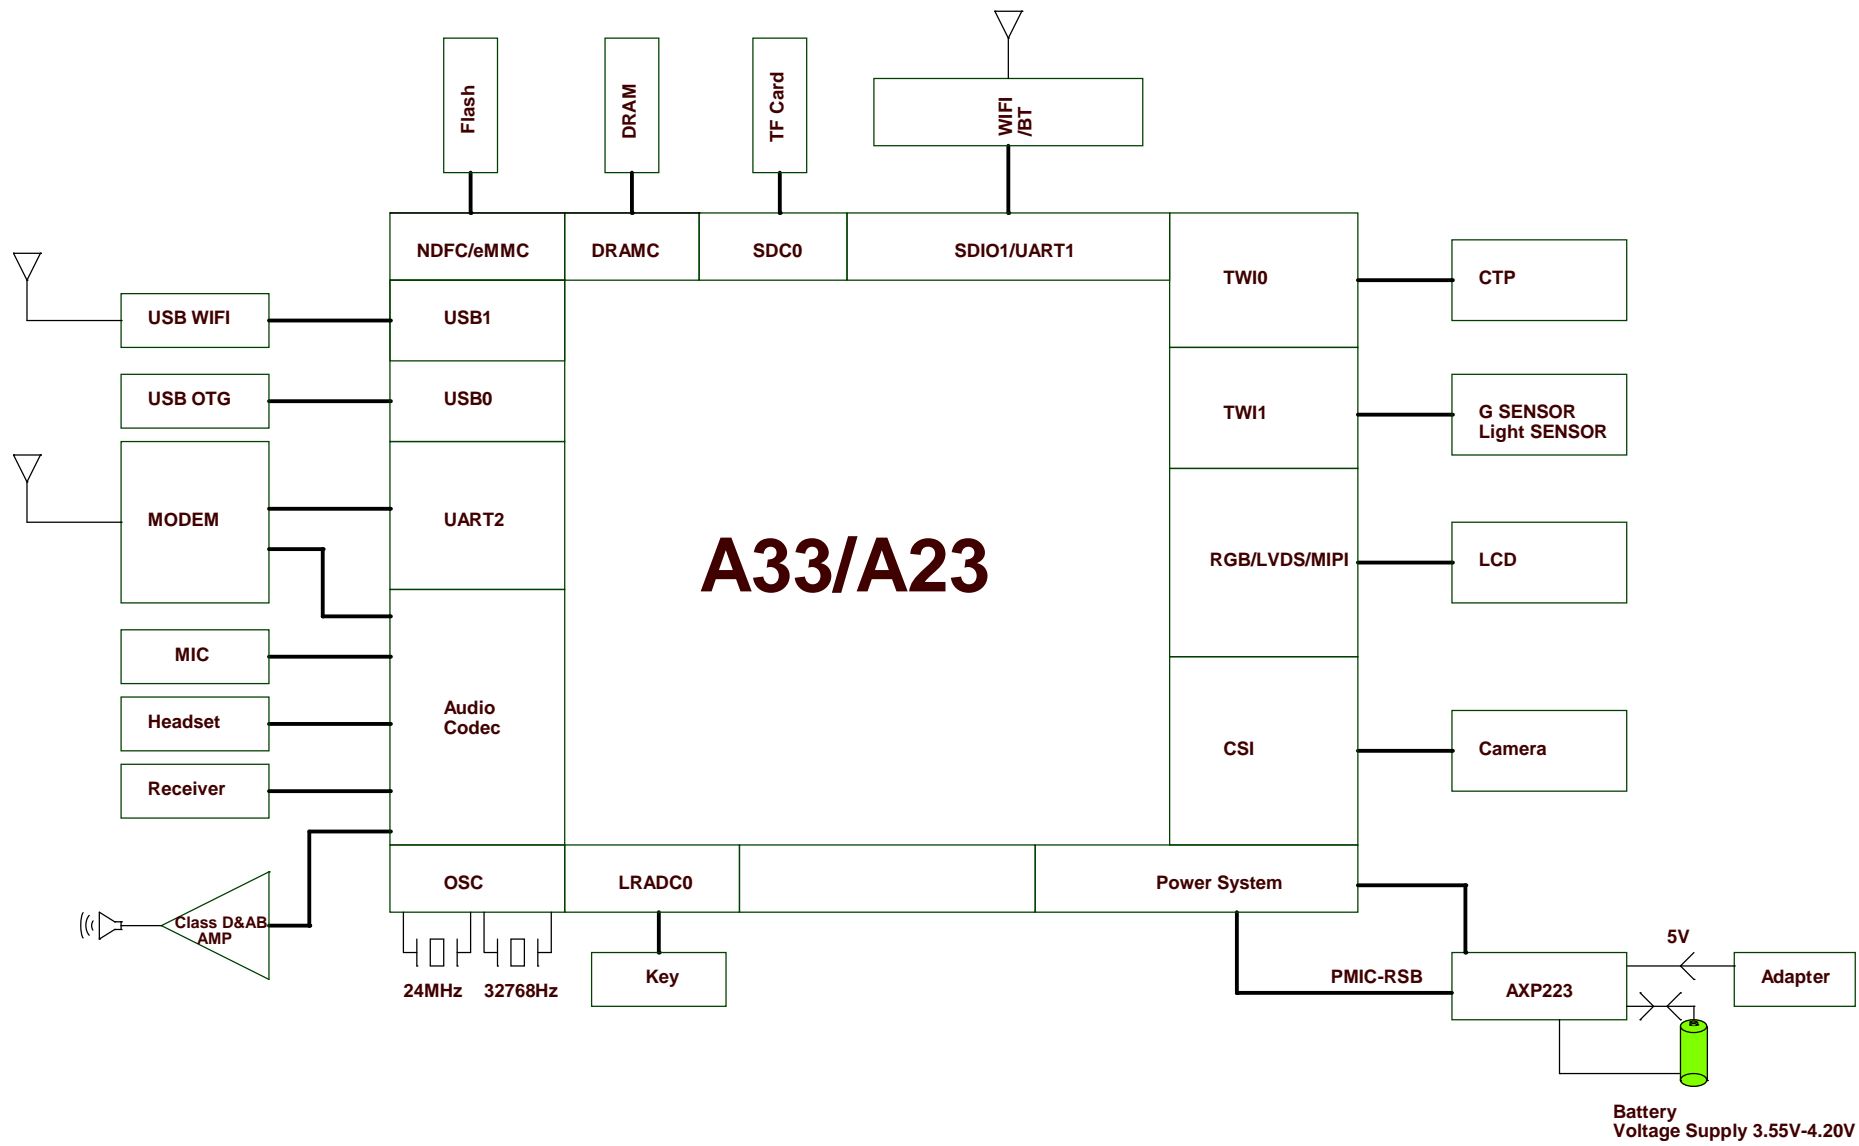 Flash
DRAM
TF Card
WIFI
/BT
NDFC/eMMC
DRAMC
SDC0
SDIO1/UART1
TWI0
CTP
USB WIFI
USB1
USB OTG
USB0
TWI1
G SENSOR
Light SENSOR
MODEM
UART2
A33/A23
RGB/LVDS/MIPI
LCD
MIC
Headset
Audio
Codec
CSI
Camera
Receiver
OSC
LRADC0
Power System
Class D&AB
AMP
24MHz
32768Hz
Key
PMIC-RSB
AXP223
5V
Adapter
Battery
Voltage Supply 3.55V-4.20V